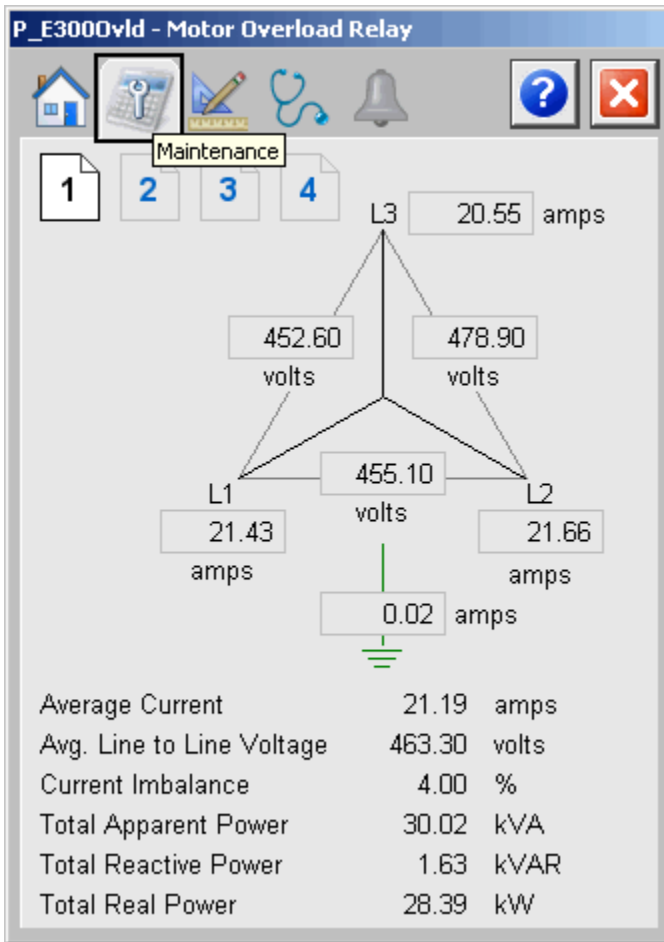 P_E300Ovld - Motor Overload Relay
?
Maintenance
1 2 3 4
L3 20.55 amps
452.60 478.90
volts volts
455.10
L1 L2
volts
21.43 21.66
amps amps
0.02 amps
Average Current 21.19 amps
Avg. Line to Line Voltage 463.30 volts
Current Imbalance 4.00 %
Total Apparent Power 30.02 kVA
Total Reactive Power 1.63 kVAR
Total Real Power 28.39 kW